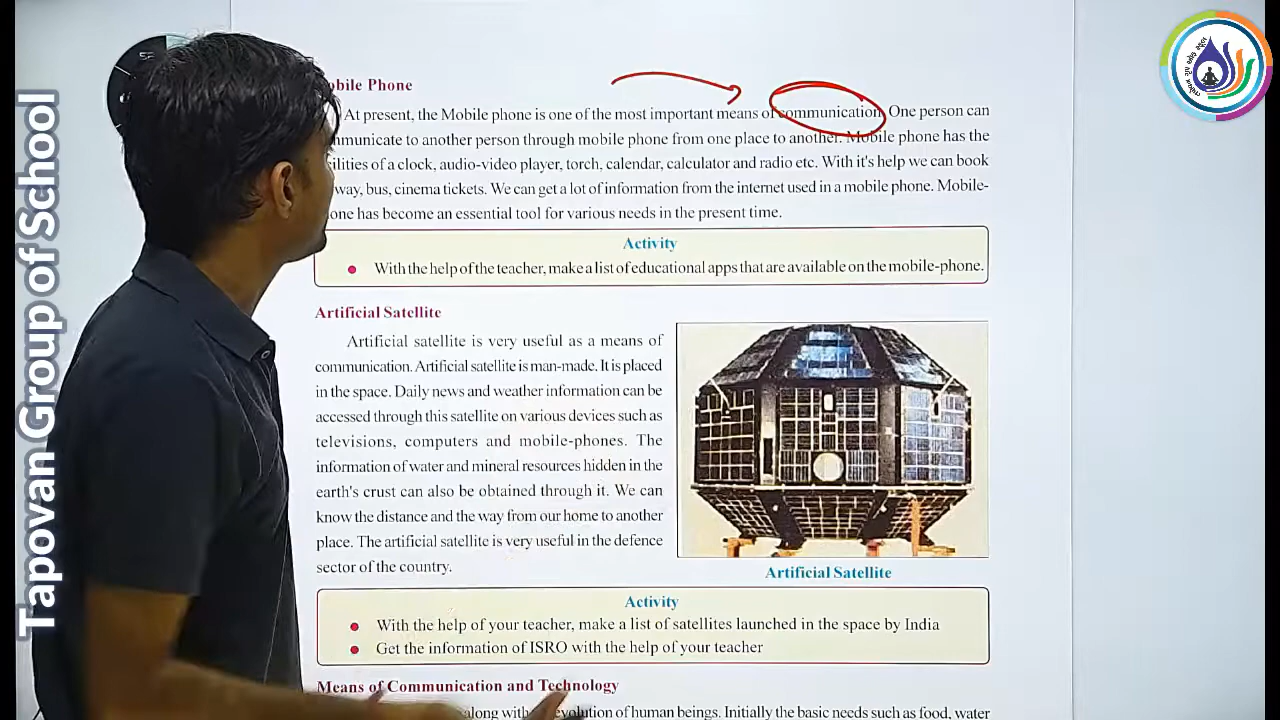 Tapovan Group of School
obile Phone
At present, the Mobile phone is one of the most important means of communication. One person can
mmunicate to another person through mobile phone from one place to another. Mobile phone has the
ilities of a clock, audio-video player, torch, calendar, calculator and radio etc. With it's help we can book
way, bus, cinema tickets. We can get a lot of information from the internet used in a mobile phone. Mobile-
one has become an essential tool for various needs in the present time.
Activity
With the help of the teacher, make a list of educational apps that are available on the mobile-phone.
Artificial Satellite
Artificial satellite is very useful as a means of
communication. Artificial satellite is man-made. It is placed
in the space. Daily news and weather information can be
accessed through this satellite on various devices such as
televisions, computers and mobile-phones. The
information of water and mineral resources hidden in the
earth's crust can also be obtained through it. We can
know the distance and the way from our home to another
place. The artificial satellite is very useful in the defence
sector of the country.
Artificial Satellite
Activity
With the help of your teacher, make a list of satellites launched in the space by India
Get the information of ISRO with the help of your teacher
Means of Communication and Technology
along with evolution of human beings. Initially the basic needs such as food, water